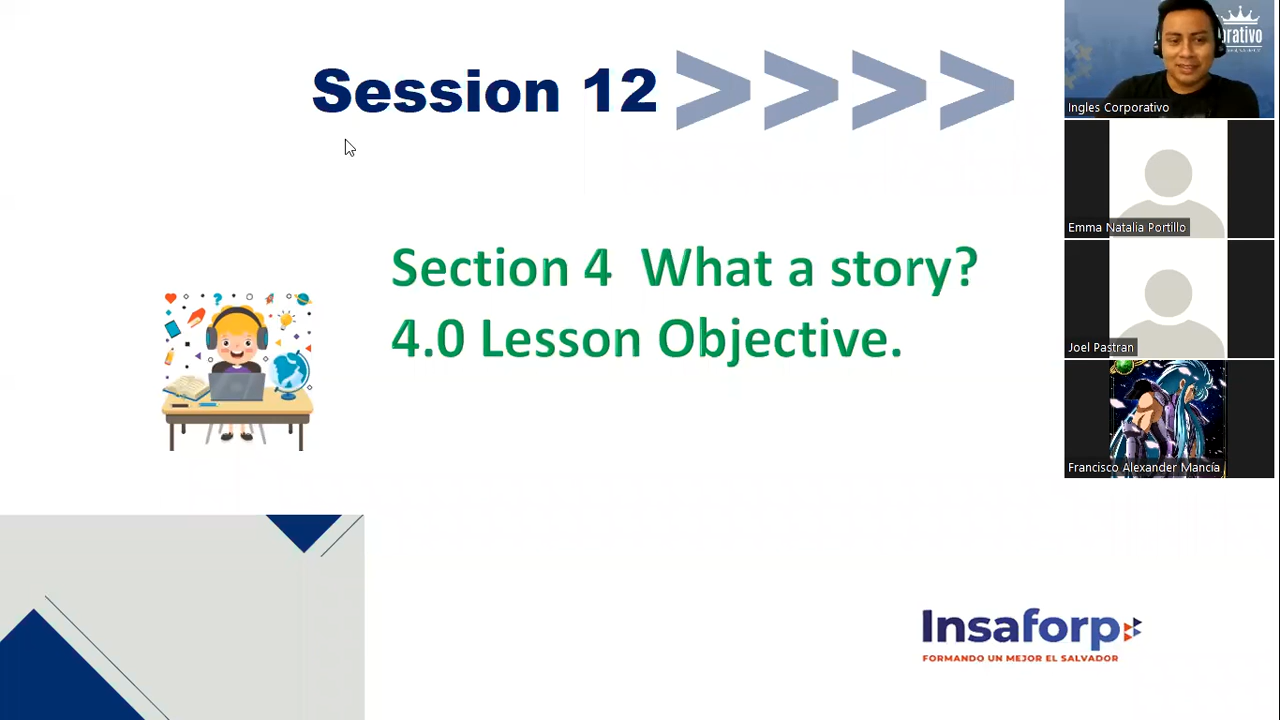 Session 12
Section 4 What a story?
4.0 Lesson Objective.
Insaforp
FORMANDO UN MEJOR EL SALVADOR
Ingles Corporativo
Emma Natalia Portillo
Joel Pastran
Francisco Alexander Mancía